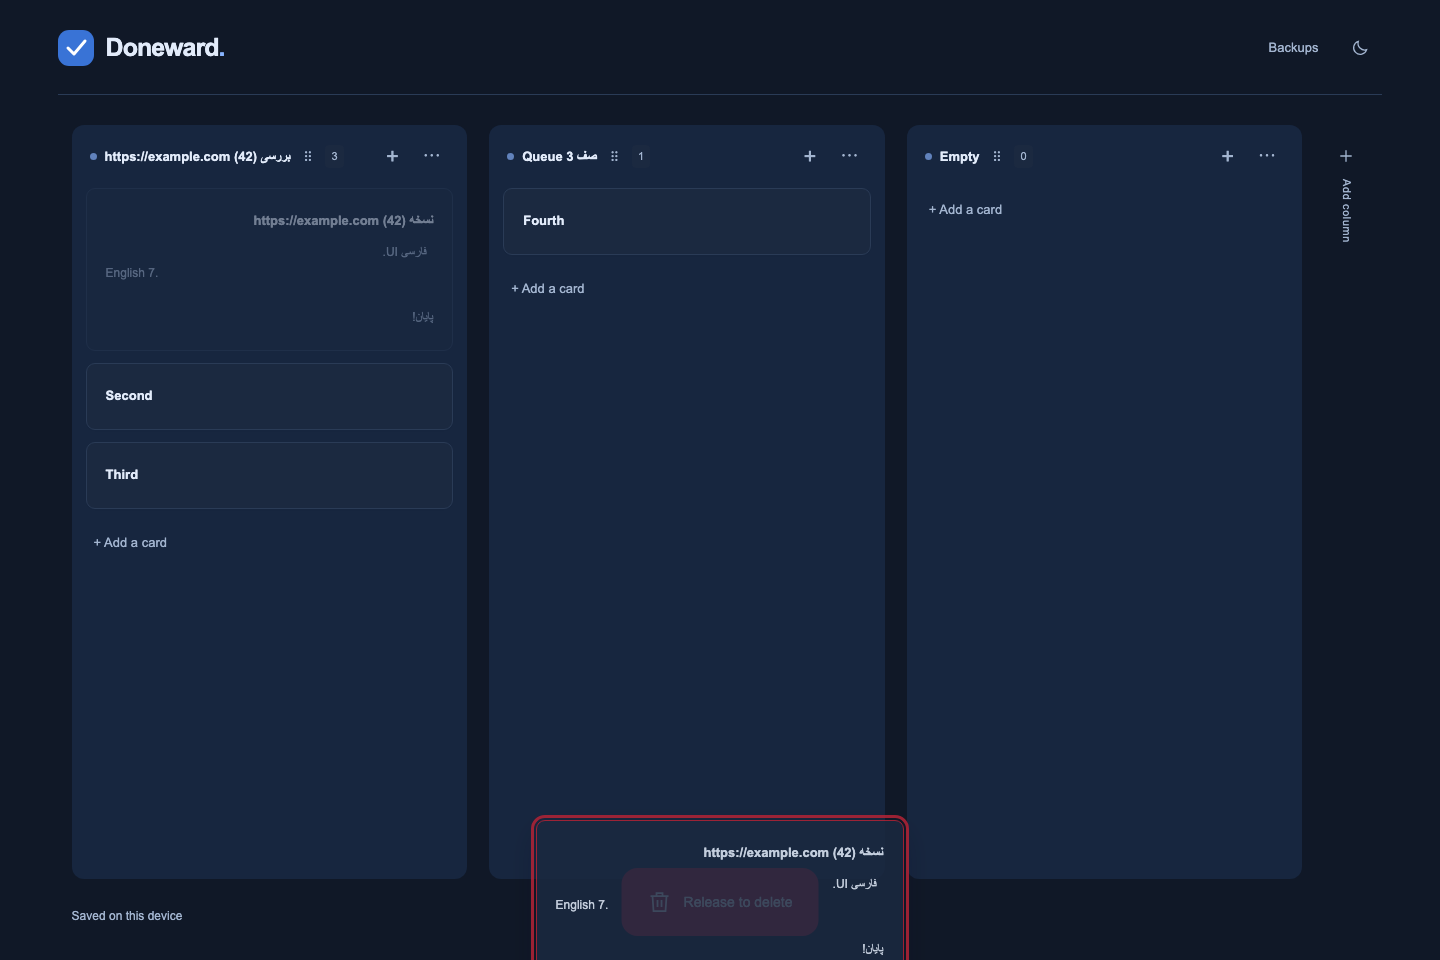 Doneward.
Backups
https://example.com (42) بررسی
3
نسخه (42) https://example.com
فارسی UI.
English 7.
پایان!
Second
Third
+ Add a card
Queue 3 صف
1
Fourth
+ Add a card
Empty
0
+ Add a card
Add column
نسخه (42) https://example.com
فارسی UI.
English 7.
Release to delete
پایان!
Saved on this device